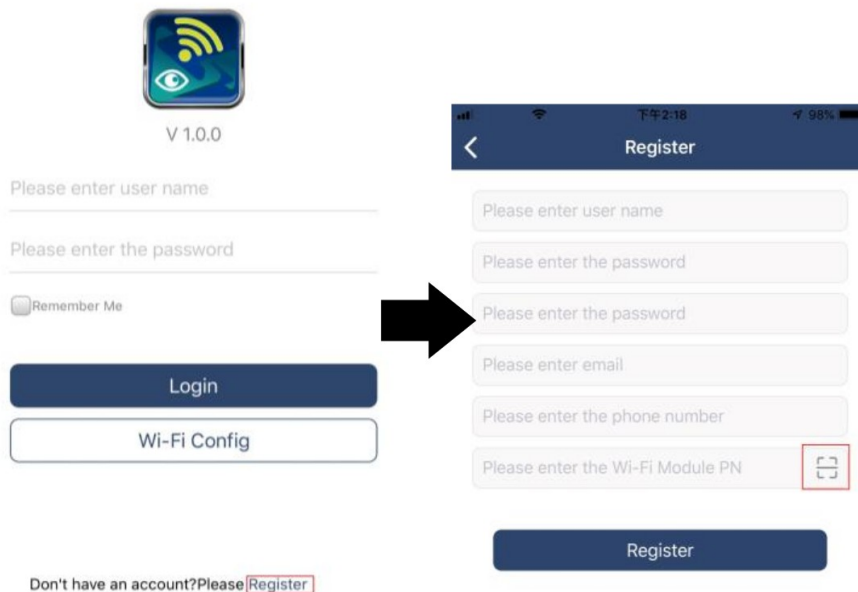 V 1.0.0
Please enter user name
Please enter the password
Remember Me
Login
Wi-Fi Config
Don't have an account?Please Register
下午2:18
98%
Register
Please enter user name
Please enter the password
Please enter the password
Please enter email
Please enter the phone number
Please enter the Wi-Fi Module PN
Register